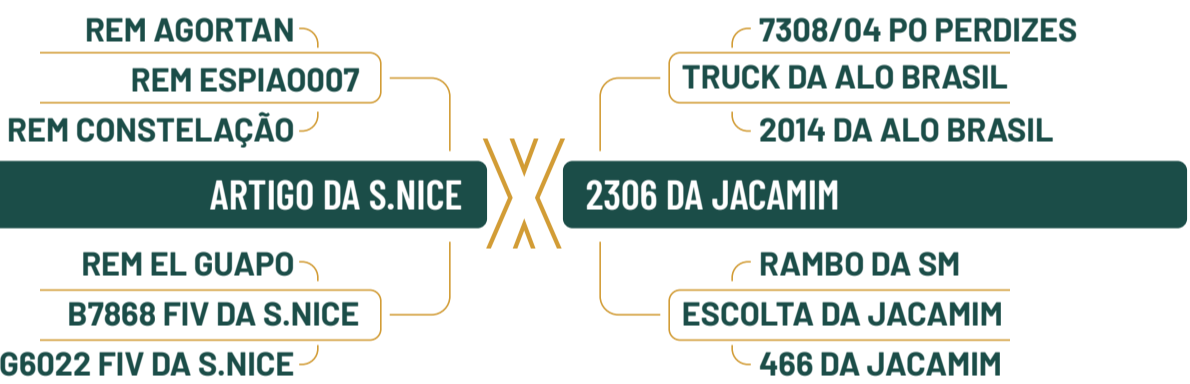 REM AGORTAN
REM ESPIAO007
REM CONSTELAÇÃO
ARTIGO DA S.NICE
REM EL GUAPO
B7868 FIV DA S.NICE
G6022 FIV DA S.NICE
7308/04 PO PERDIZES
TRUCK DA ALO BRASIL
2014 DA ALO BRASIL
2306 DA JACAMIM
RAMBO DA SM
ESCOLTA DA JACAMIM
466 DA JACAMIM